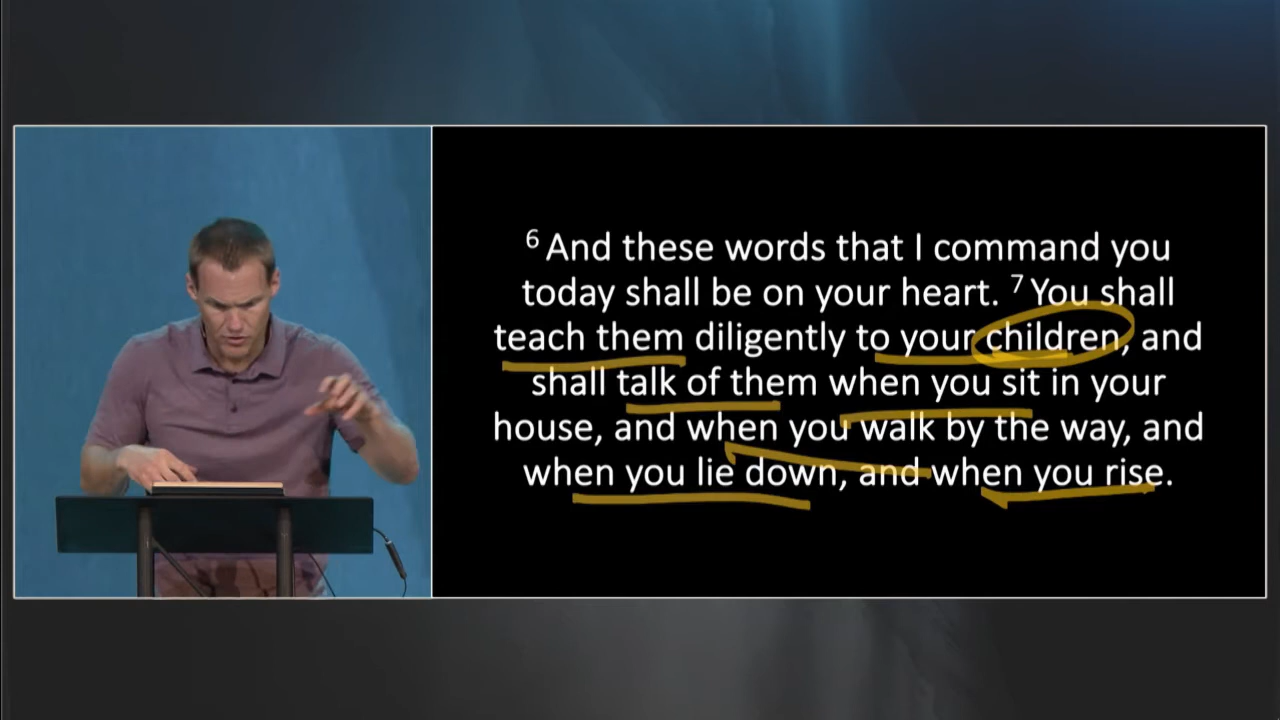 6 And these words that I command you
today shall be on your heart. 7 You shall
teach them diligently to your children, and
shall talk of them when you sit in your
house, and when you walk by the way, and
when you lie down, and when you rise.